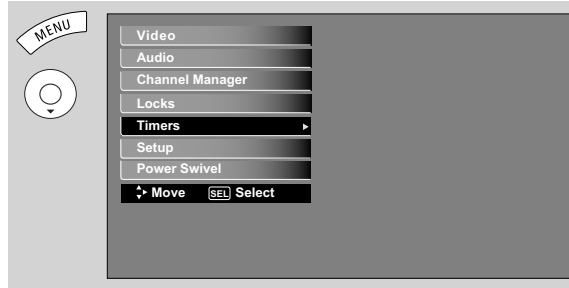 MENU
Video
Audio
Channel Manager
Locks
Timers
Setup
Power Swivel
Move SEL Select